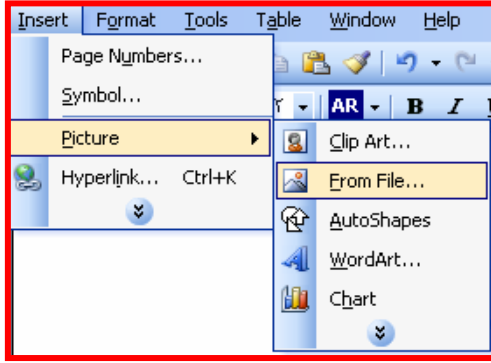 Insert Format Tools Table Window Help
Page Numbers...
Symbol...
AR B I
Picture
Clip Art...
Hyperlink... Ctrl+K
From File...
AutoShapes
WordArt...
Chart